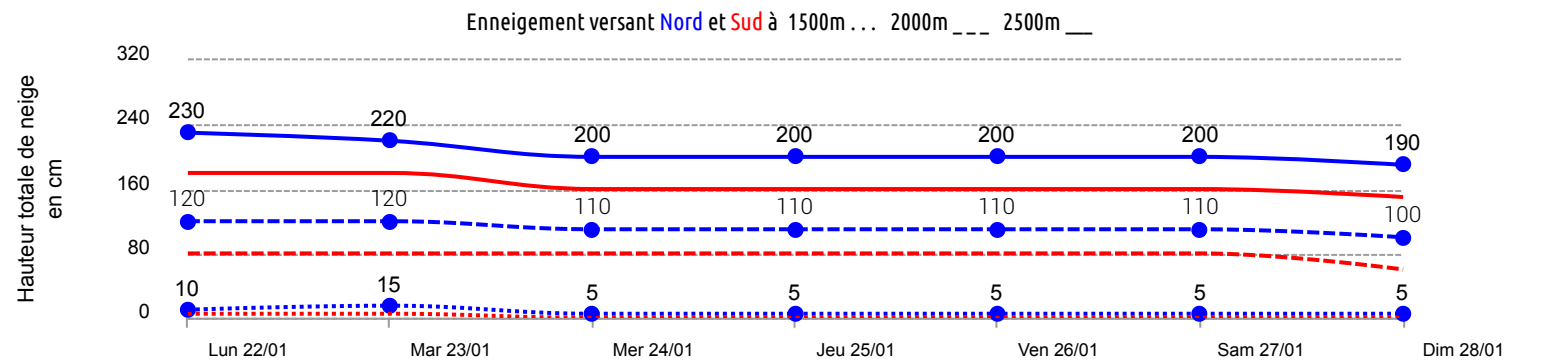 Enneigement versant Nord et Sud à 1500m . . . 2000m _ _ _ 2500m __
Hauteur totale de neige
en cm
320
240
160
80
0
230 220 200 200 200 200 190
120 120 110 110 110 110 100
10 15 5 5 5 5 5
Lun 22/01 Mar 23/01 Mer 24/01 Jeu 25/01 Ven 26/01 Sam 27/01 Dim 28/01